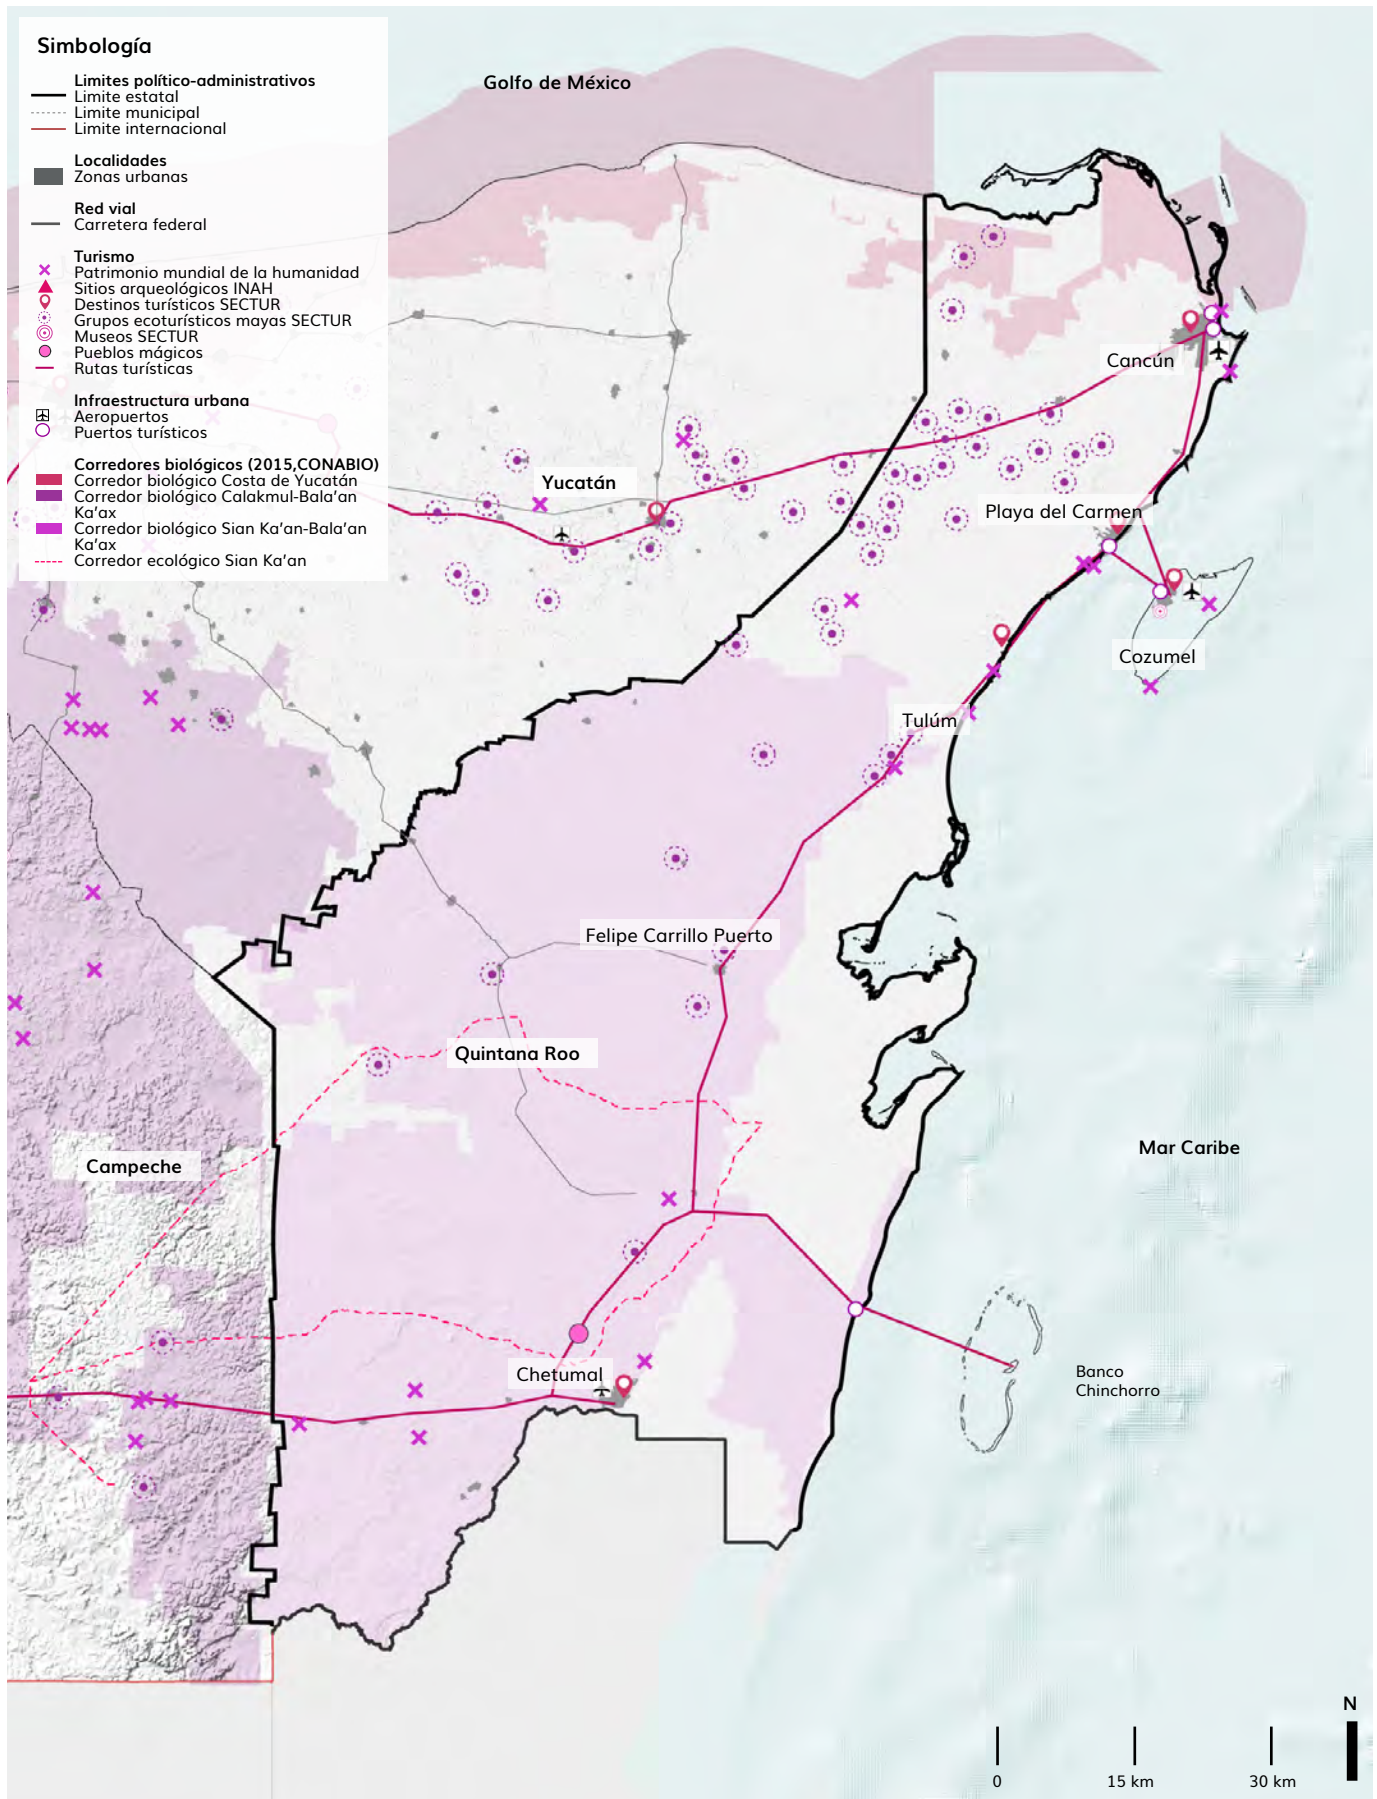 Simbología
Limites político-administrativos
Limite estatal
Limite municipal
Limite internacional
Localidades
Zonas urbanas
Red vial
Carretera federal
Turismo
Patrimonio mundial de la humanidad
Sitios arqueológicos INAH
Destinos turísticos SECTUR
Grupos ecoturísticos mayas SECTUR
Museos SECTUR
Pueblos mágicos
Rutas turísticas
Infraestructura urbana
Aeropuertos
Puertos turísticos
Corredores biológicos (2015,CONABIO)
Corredor biológico Costa de Yucatán
Corredor biológico Calakmul-Bala'an
Ka'ax
Corredor biológico Sian Ka'an-Bala'an
Ka'ax
Corredor ecológico Sian Ka'an
Golfo de México
Cancún
Yucatán
Playa del Carmen
Cozumel
Tulúm
Felipe Carrillo Puerto
Quintana Roo
Mar Caribe
Campeche
Chetumal
Banco
Chinchorro
N
0
15 km
30 km